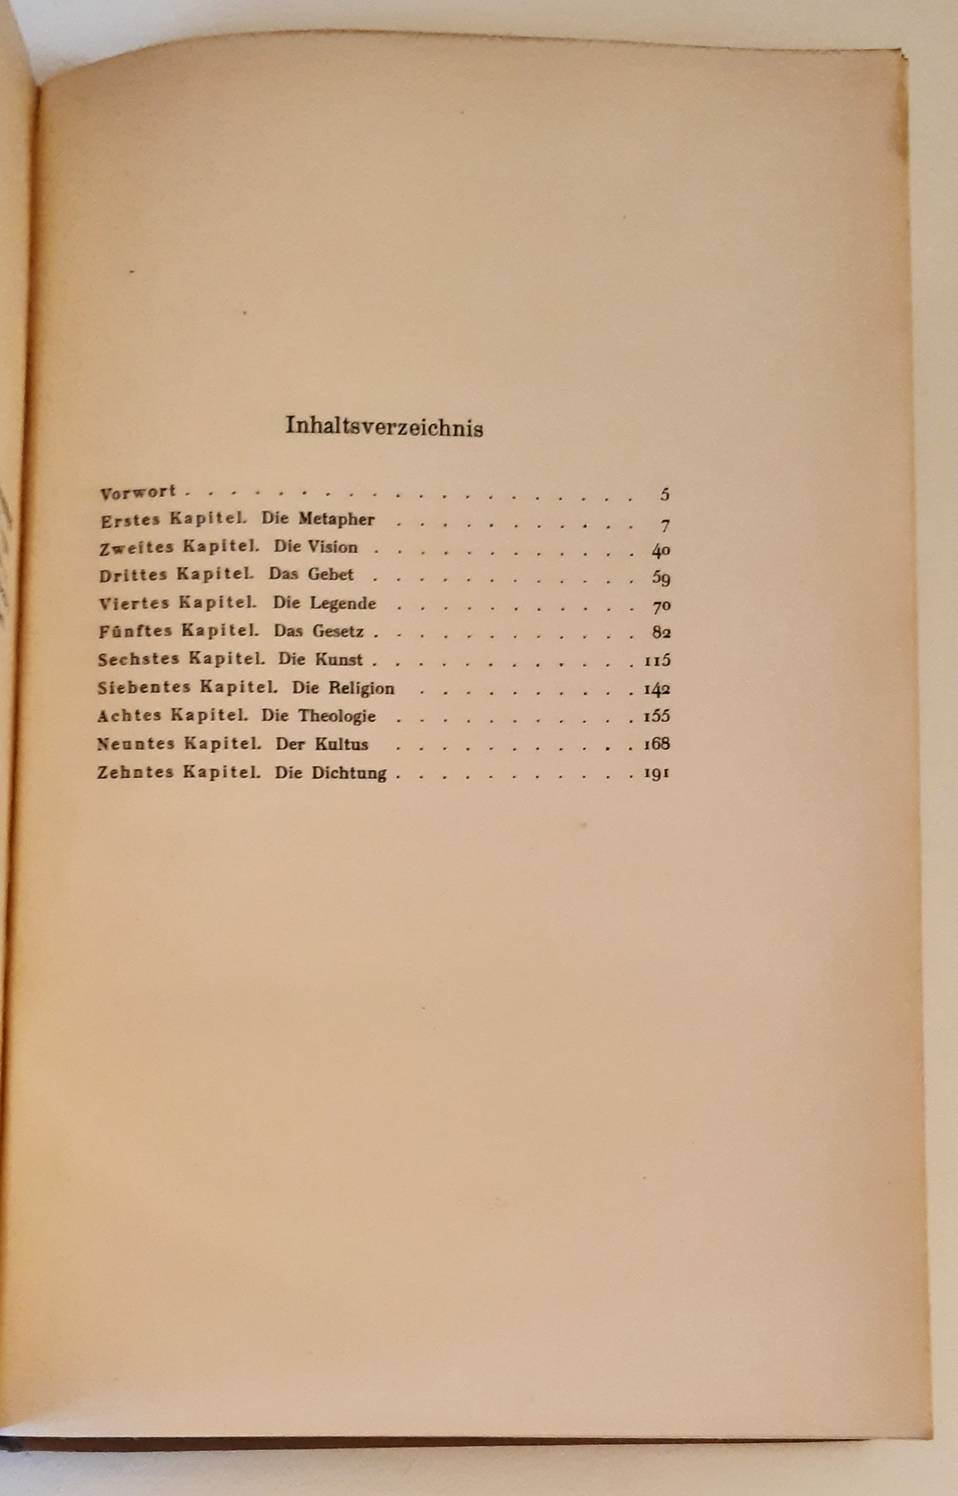 Inhaltsverzeichnis
Vorwort . . . . . . . . . . . . . . . . . . . . 5
Erstes Kapitel. Die Metapher . . . . . . . . . . . 7
Zweites Kapitel. Die Vision . . . . . . . . . . . . 40
Drittes Kapitel. Das Gebet . . . . . . . . . . . . 59
Viertes Kapitel. Die Legende . . . . . . . . . . . 70
Fünftes Kapitel. Das Gesetz . . . . . . . . . . . . 82
Sechstes Kapitel. Die Kunst . . . . . . . . . . . . 115
Siebentes Kapitel. Die Religion . . . . . . . . . . 142
Achtes Kapitel. Die Theologie . . . . . . . . . . . 155
Neuntes Kapitel. Der Kultus . . . . . . . . . . . 168
Zehntes Kapitel. Die Dichtung . . . . . . . . . . . 191